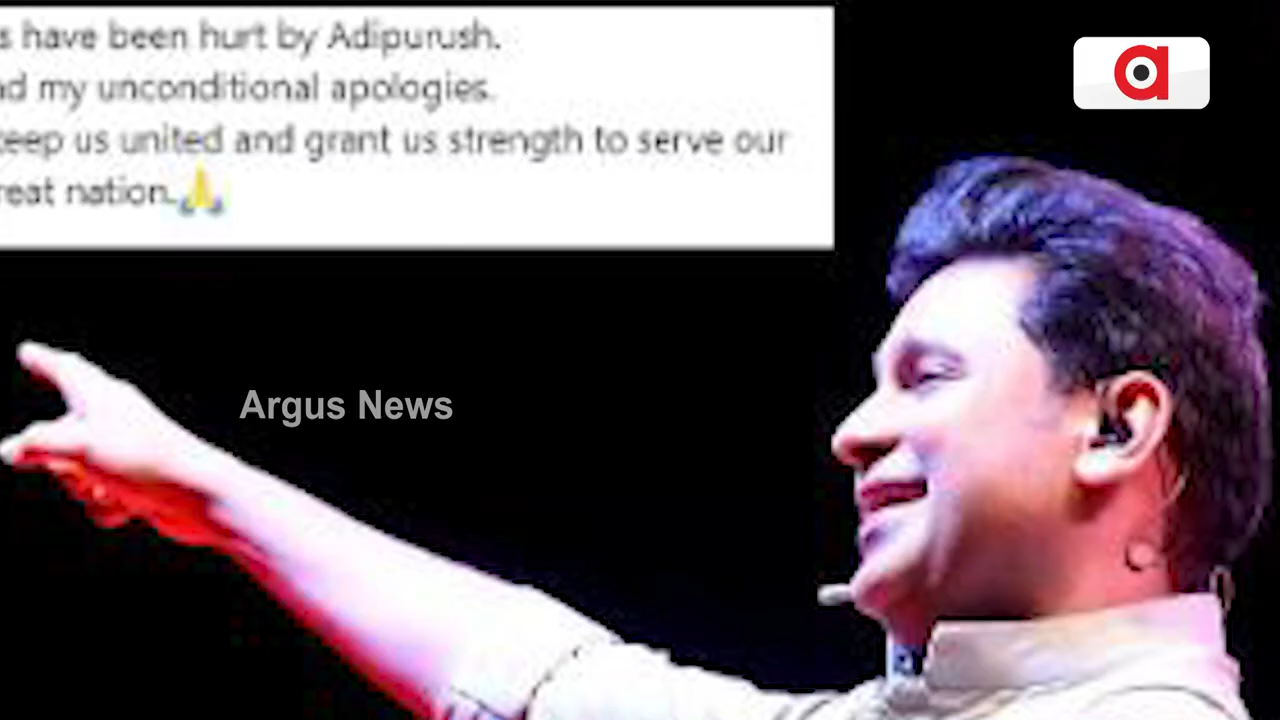 s have been hurt by Adipurush.
my unconditional apologies.
us united and grant us strength to serve our
nation.🙏
a
Argus News